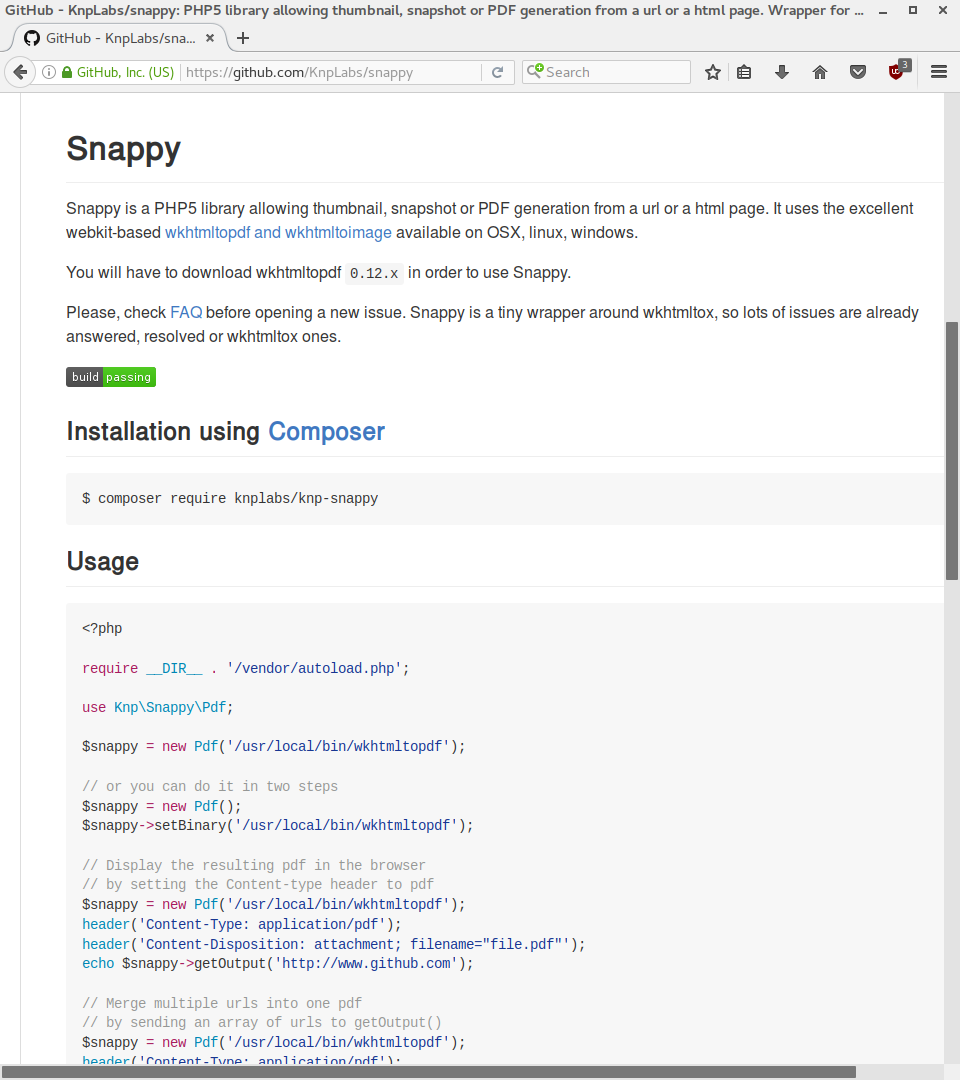 GitHub - KnpLabs/snappy: PHP5 library allowing thumbnail, snapshot or PDF generation from a url or a html page. Wrapper for ...
GitHub - KnpLabs/sna...
GitHub, Inc. (US) https://github.com/KnpLabs/snappy Search 3
Snappy
Snappy is a PHP5 library allowing thumbnail, snapshot or PDF generation from a url or a html page. It uses the excellent
webkit-based wkhtmltopdf and wkhtmltoimage available on OSX, linux, windows.
You will have to download wkhtmltopdf 0.12.x in order to use Snappy.
Please, check FAQ before opening a new issue. Snappy is a tiny wrapper around wkhtmltox, so lots of issues are already
answered, resolved or wkhtmltox ones.
build passing
Installation using Composer
$ composer require knplabs/knp-snappy
Usage
<?php
require __DIR__ . '/vendor/autoload.php';
use Knp\Snappy\Pdf;
$snappy = new Pdf('/usr/local/bin/wkhtmltopdf');
// or you can do it in two steps
$snappy = new Pdf();
$snappy->setBinary('/usr/local/bin/wkhtmltopdf');
// Display the resulting pdf in the browser
// by setting the Content-type header to pdf
$snappy = new Pdf('/usr/local/bin/wkhtmltopdf');
header('Content-Type: application/pdf');
header('Content-Disposition: attachment; filename="file.pdf"');
echo $snappy->getOutput('http://www.github.com');
// Merge multiple urls into one pdf
// by sending an array of urls to getOutput()
$snappy = new Pdf('/usr/local/bin/wkhtmltopdf');
header('Content-Type: application/pdf');